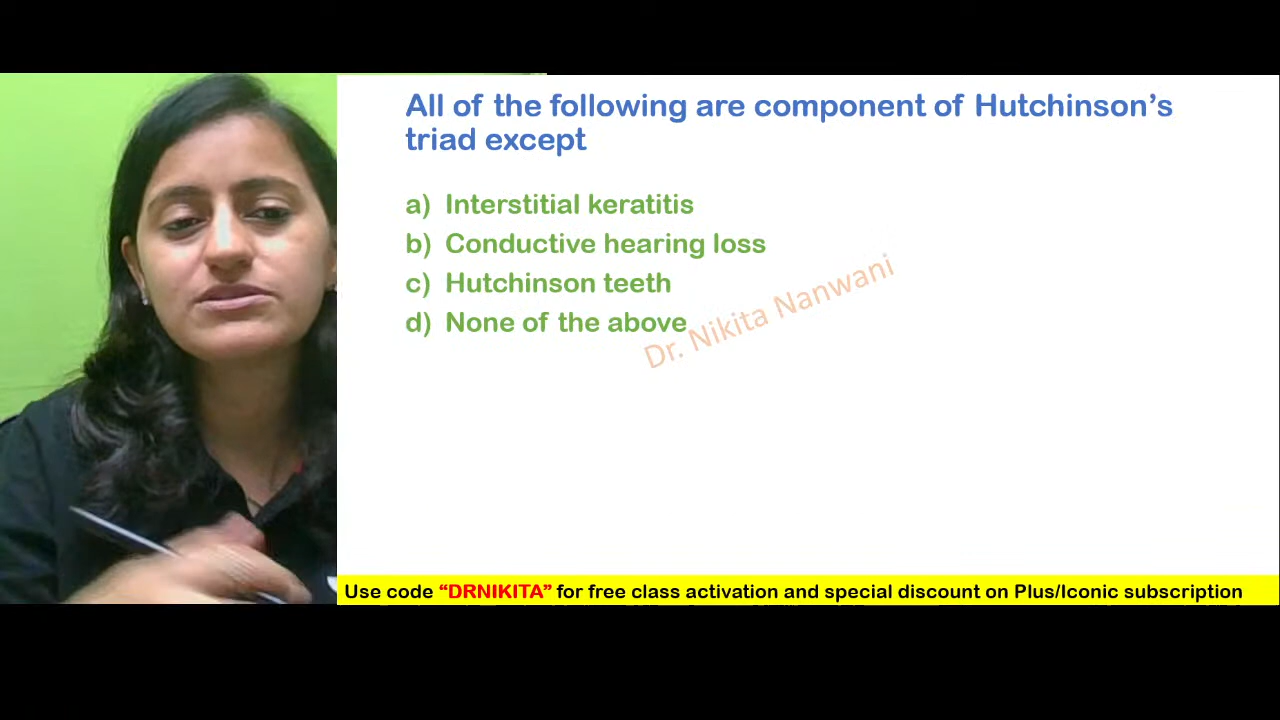 All of the following are component of Hutchinson’s
triad except
a) Interstitial keratitis
b) Conductive hearing loss
c) Hutchinson teeth
d) None of the above
Dr. Nikita Nanwani
Use code “DRNIKITA” for free class activation and special discount on Plus/Iconic subscription